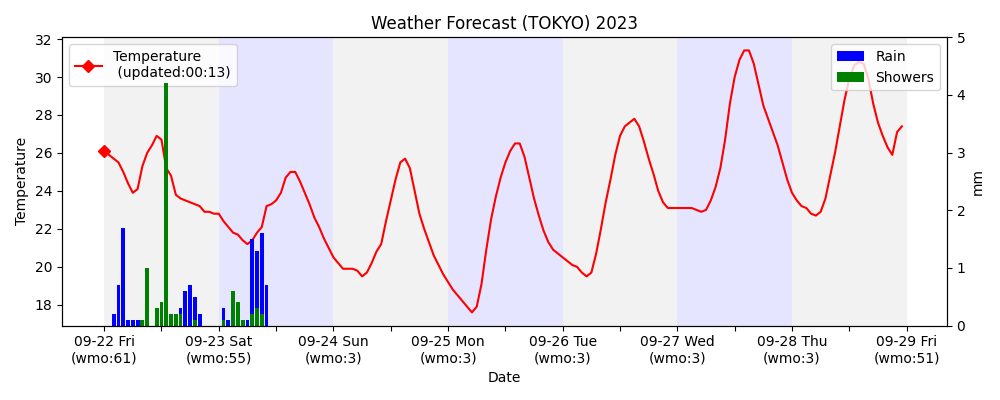 Weather Forecast (TOKYO) 2023
Temperature
(updated:00:13)
Rain
Showers
Temperature
32
30
28
26
24
22
20
18
5
4
3
2
1
0
mm
09-22 Fri
(wmo:61)
09-23 Sat
(wmo:55)
09-24 Sun
(wmo:3)
09-25 Mon
(wmo:3)
09-26 Tue
(wmo:3)
09-27 Wed
(wmo:3)
09-28 Thu
(wmo:3)
09-29 Fri
(wmo:51)
Date